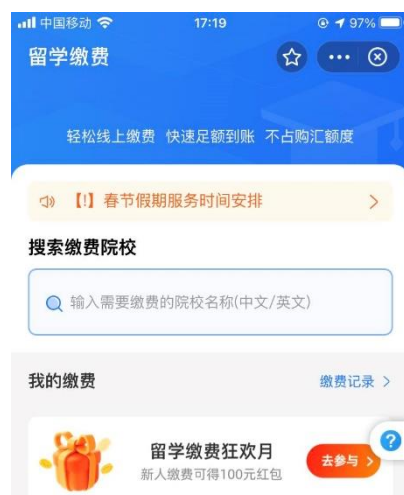 中国移动 17:19 97%
留学缴费
轻松线上缴费 快速足额到账 不占购汇额度
【!】春节假期服务时间安排
搜索缴费院校
输入需要缴费的院校名称(中文/英文)
我的缴费 缴费记录
留学缴费狂欢月
新人缴费可得100元红包
去参与
?